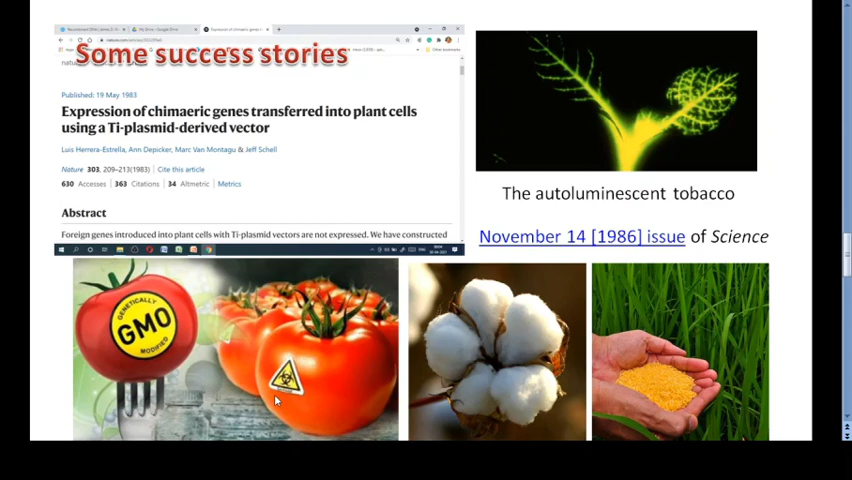 Some success stories
Published: 19 May 1983
Expression of chimaeric genes transferred into plant cells
using a Ti-plasmid-derived vector
Luis Herrera-Estrella, Ann Depicker, Marc Van Montagu & Jeff Schell
Nature 303, 209–213(1983) | Cite this article
630 Accesses | 363 Citations | 34 Altmetric | Metrics
Abstract
Foreign genes introduced into plant cells with Ti-plasmid vectors are not expressed. We have constructed
The autoluminescent tobacco
November 14 [1986] issue of Science
GENETICALLY
GMO
MODIFIED